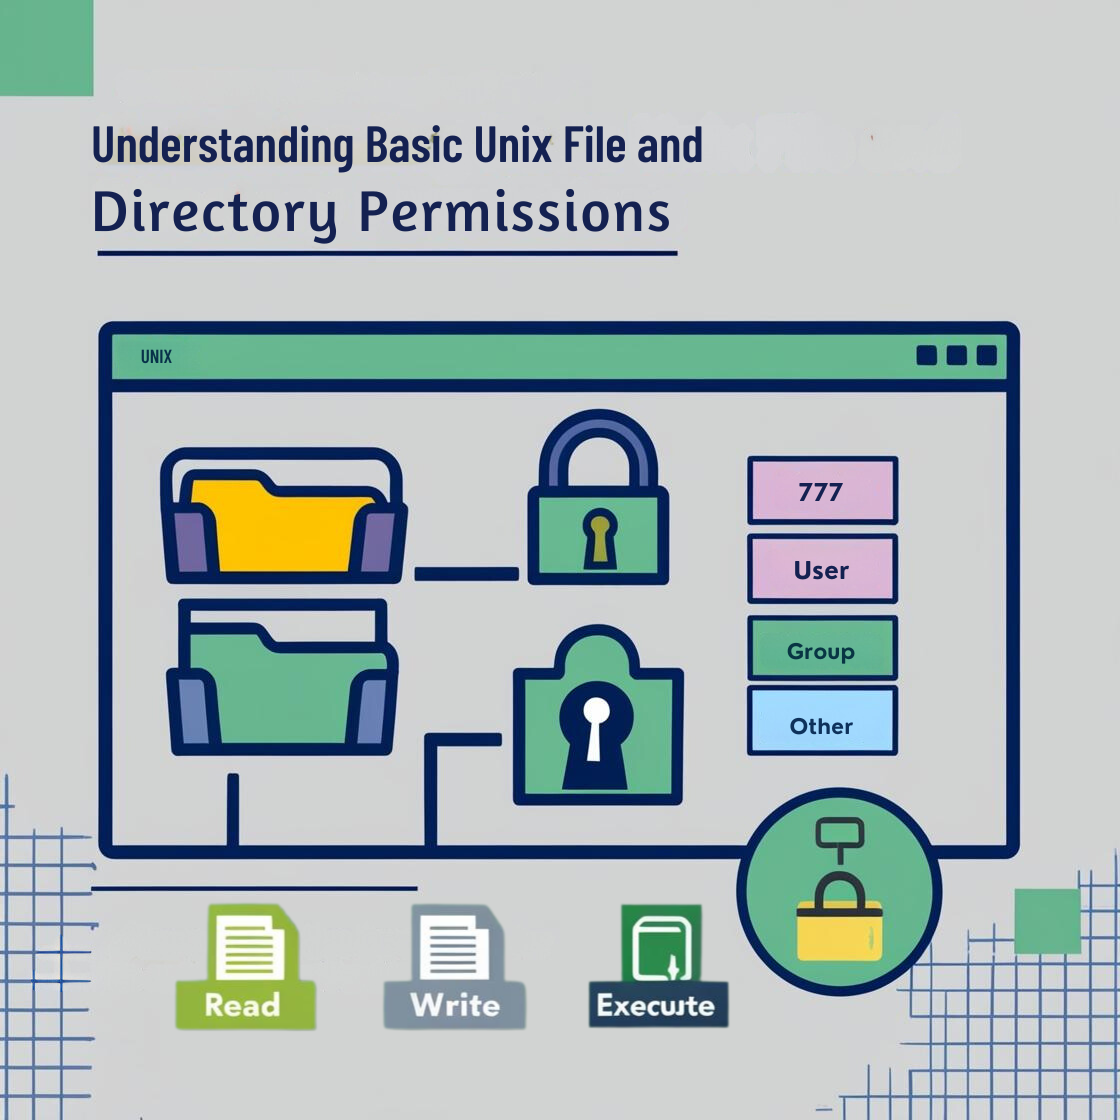 Understanding Basic Unix File and
Directory Permissions
UNIX
777
User
Group
Other
Read
Write
Execute